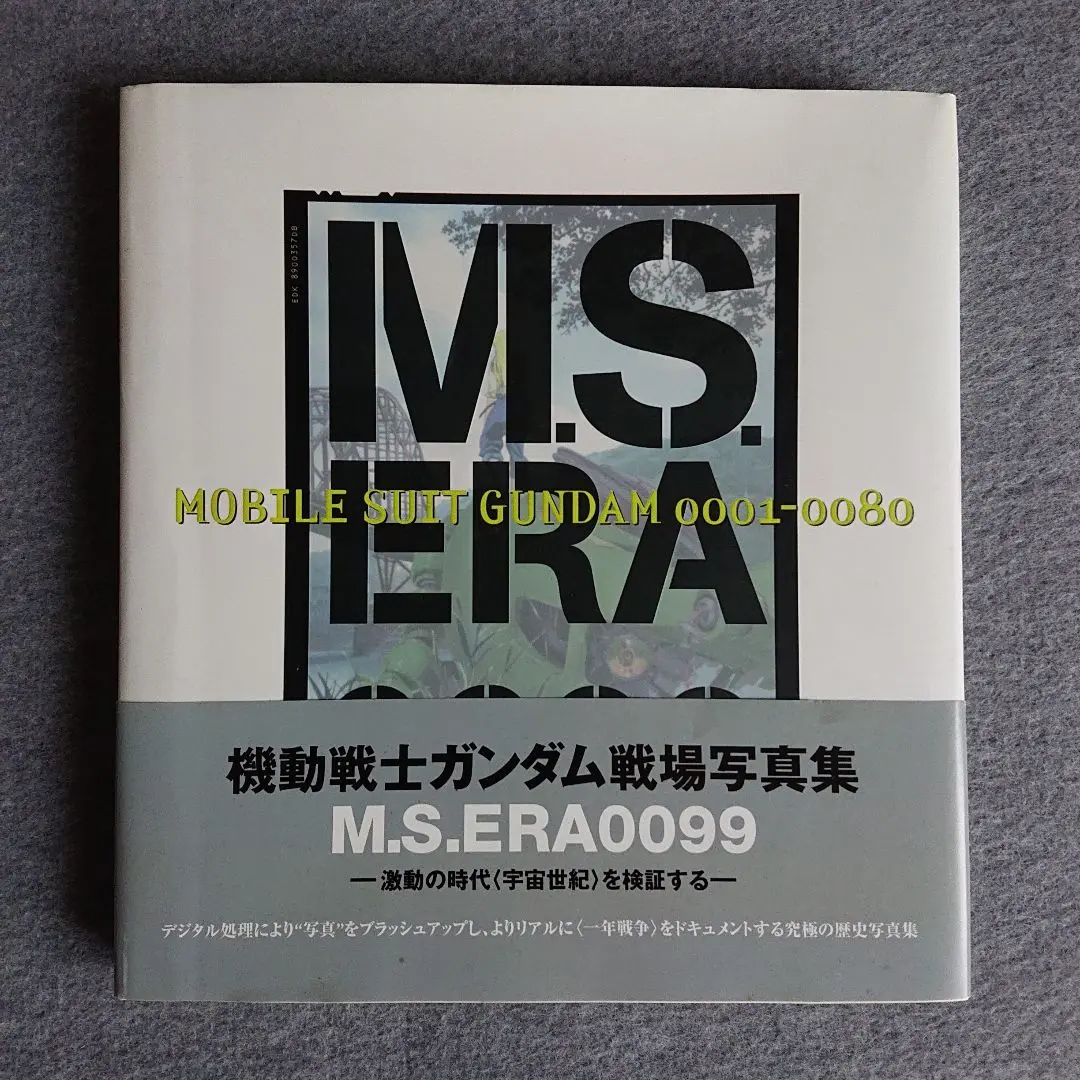 EDK 8900357DB
M.S.
ERA
MOBILE SUIT GUNDAM 0001-0080
機動戦士ガンダム戦場写真集
M.S.ERA0099
―激動の時代〈宇宙世紀〉を検証する―
デジタル処理により“写真”をブラッシュアップし、よりリアルに〈一年戦争〉をドキュメントする究極の歴史写真集